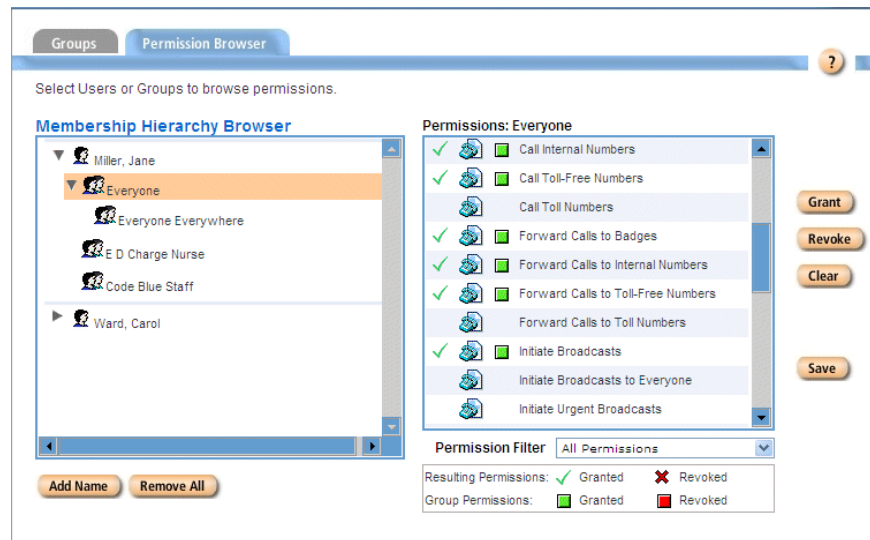 Groups
Permission Browser
?
Select Users or Groups to browse permissions.
Membership Hierarchy Browser
Miller, Jane
Everyone
Everyone Everywhere
E D Charge Nurse
Code Blue Staff
Ward, Carol
Add Name
Remove All
Permissions: Everyone
Call Internal Numbers
Call Toll-Free Numbers
Call Toll Numbers
Forward Calls to Badges
Forward Calls to Internal Numbers
Forward Calls to Toll-Free Numbers
Forward Calls to Toll Numbers
Initiate Broadcasts
Initiate Broadcasts to Everyone
Initiate Urgent Broadcasts
Permission Filter All Permissions
Resulting Permissions: Granted Revoked
Group Permissions: Granted Revoked
Grant
Revoke
Clear
Save